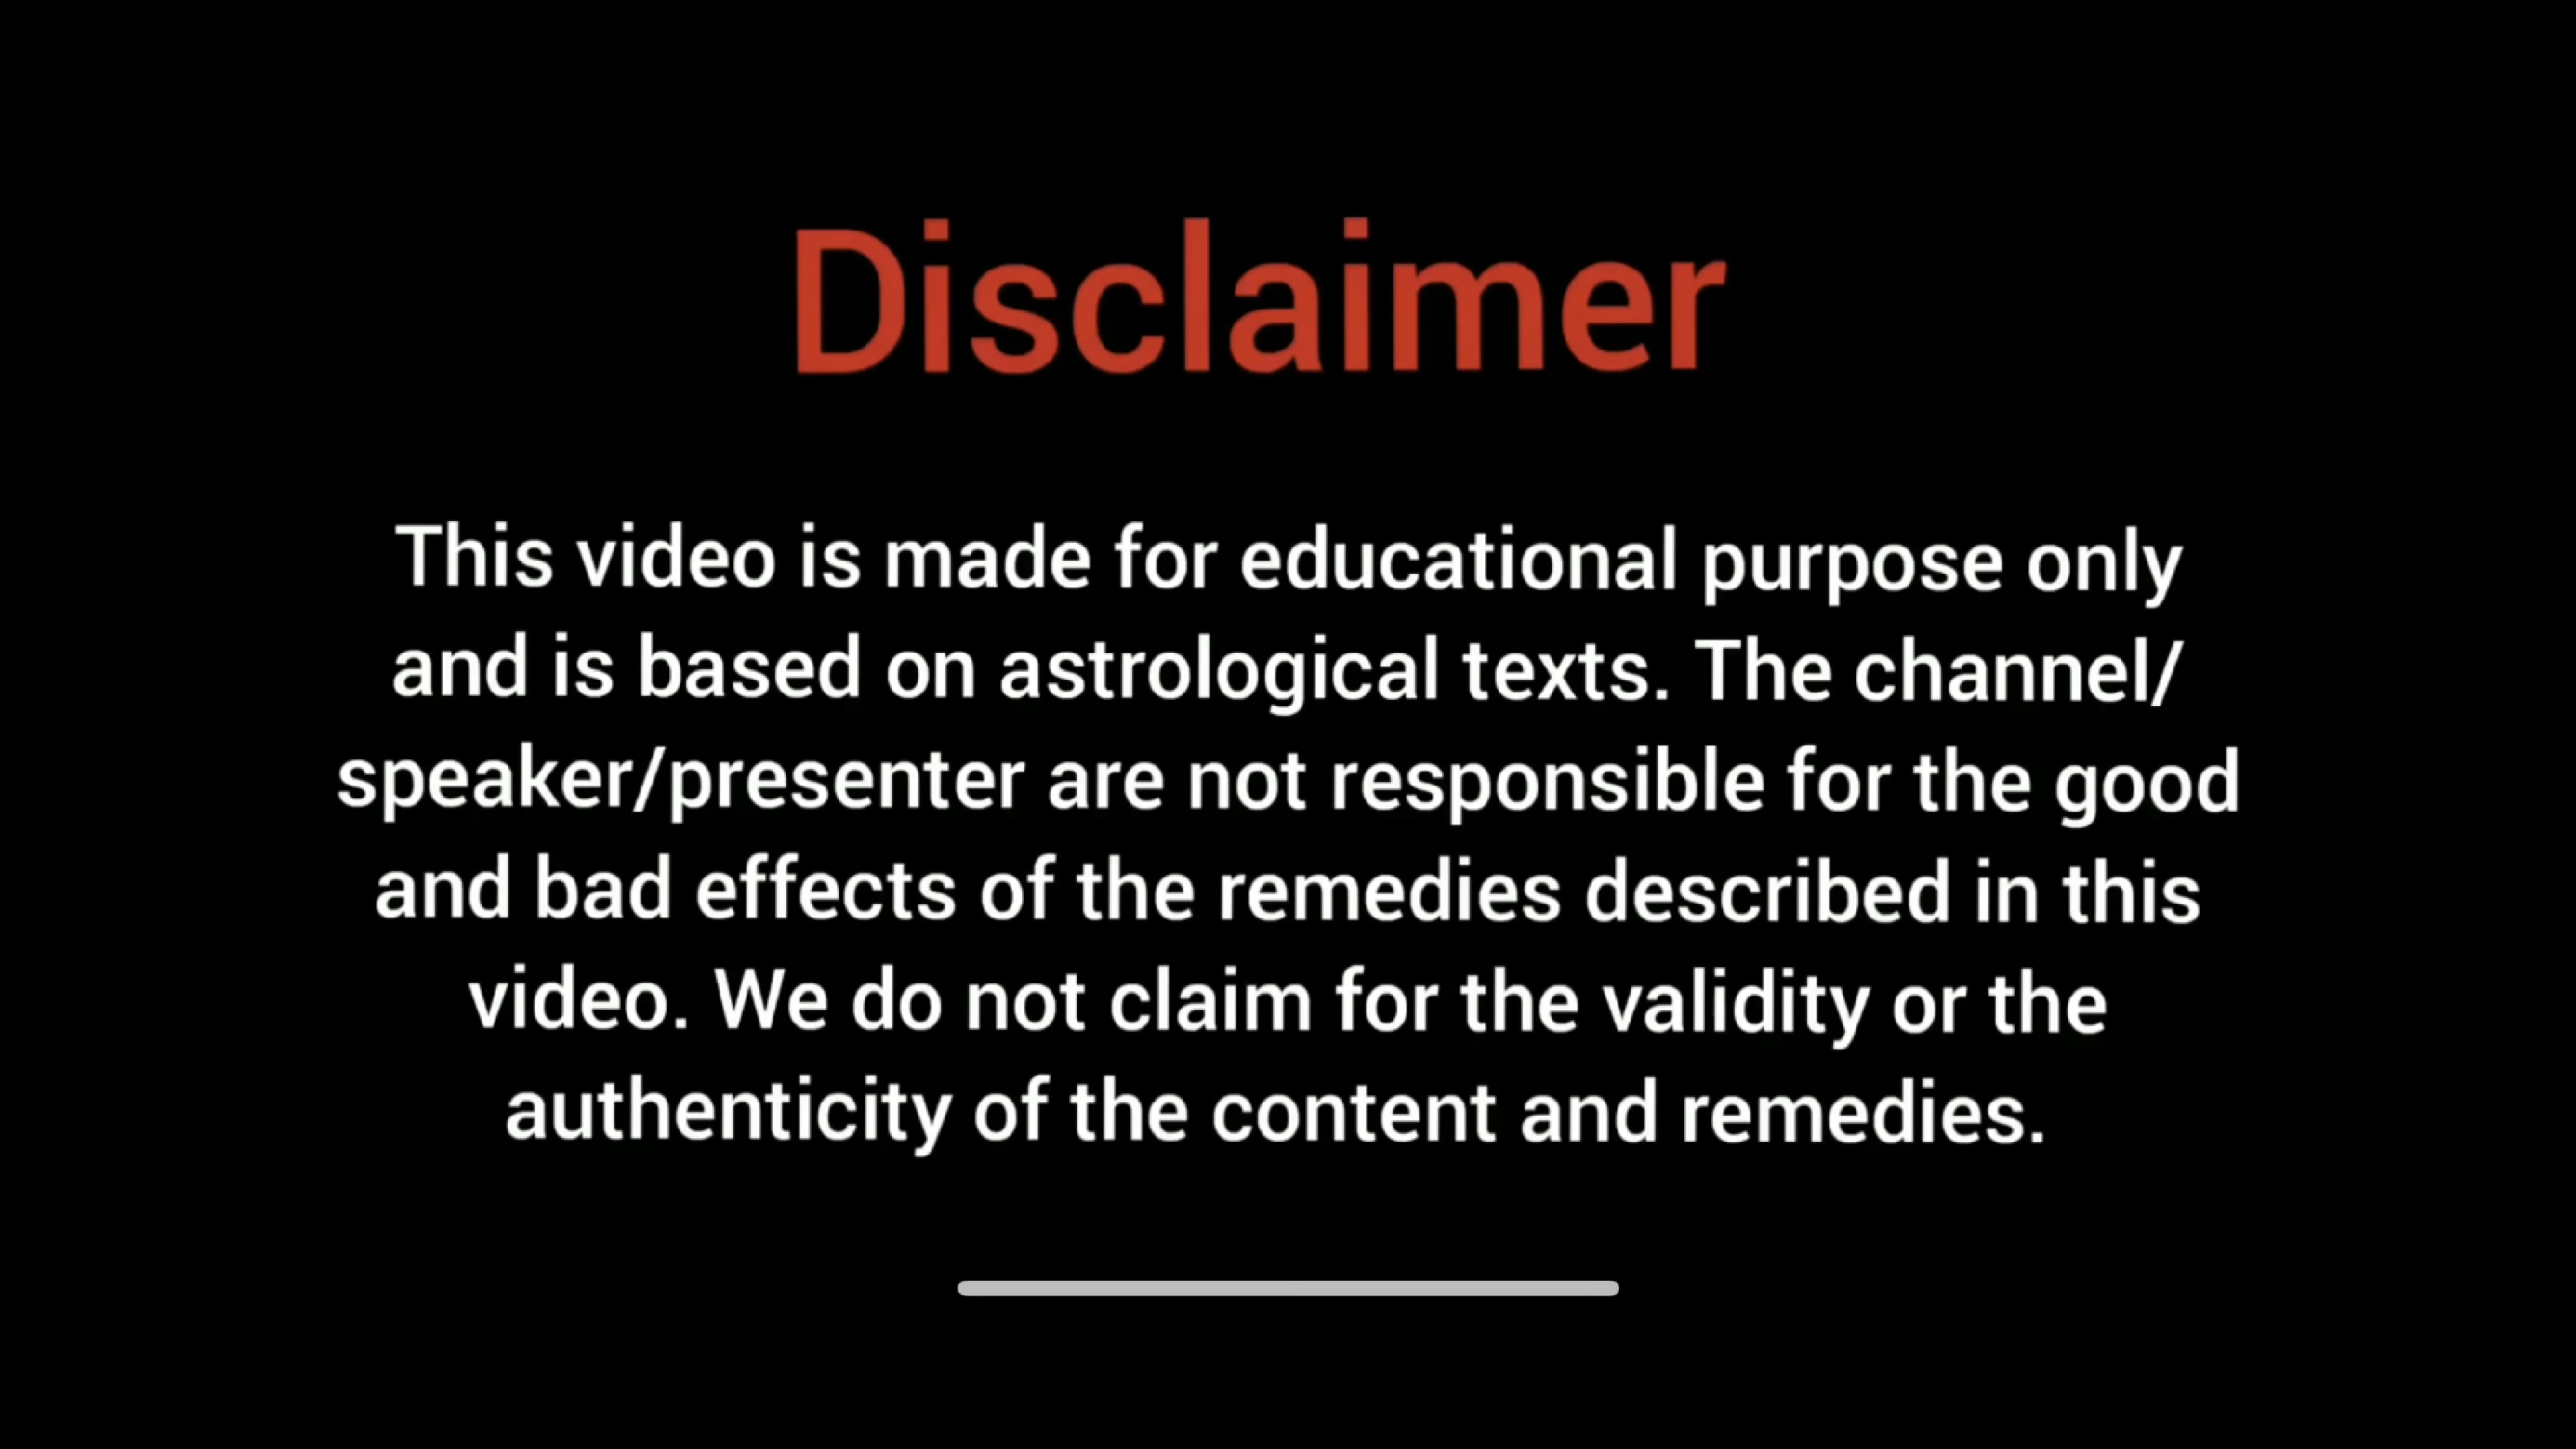 Disclaimer
This video is made for educational purpose only
and is based on astrological texts. The channel/
speaker/presenter are not responsible for the good
and bad effects of the remedies described in this
video. We do not claim for the validity or the
authenticity of the content and remedies.